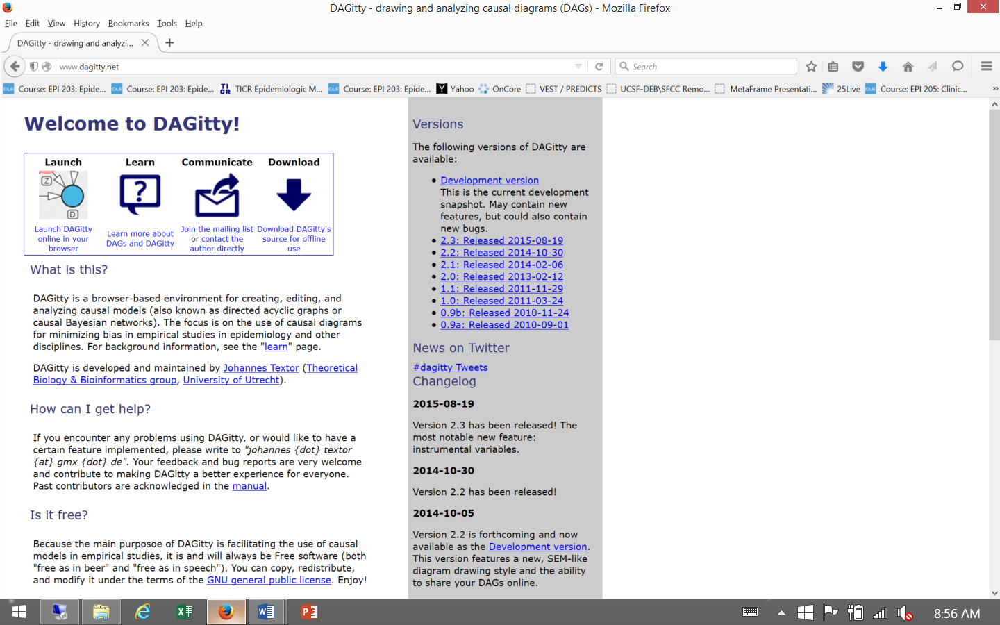 DAGitty - drawing and analyzing causal diagrams (DAGs) - Mozilla Firefox
File Edit View History Bookmarks Tools Help
DAGitty - drawing and analyzi...
www.dagitty.net
Search
CLE Course: EPI 203: Epide... CLE Course: EPI 203: Epide... TICR TICR Epidemiologic M... CLE Course: EPI 203: Epide... Y Yahoo OnCore VEST / PREDICTS UCSF-DEB\SFCC Remo... MetaFrame Presentati... 25Live CLE Course: EPI 205: Clinic... »
Welcome to DAGitty!
Launch Learn Communicate Download
Z
?
D
Launch DAGitty
online in your
browser
Learn more about
DAGs and DAGitty
Join the mailing list
or contact the
author directly
Download DAGitty's
source for offline
use
What is this?
DAGitty is a browser-based environment for creating, editing, and
analyzing causal models (also known as directed acyclic graphs or
causal Bayesian networks). The focus is on the use of causal diagrams
for minimizing bias in empirical studies in epidemiology and other
disciplines. For background information, see the "learn" page.
DAGitty is developed and maintained by Johannes Textor (Theoretical
Biology & Bioinformatics group, University of Utrecht).
How can I get help?
If you encounter any problems using DAGitty, or would like to have a
certain feature implemented, please write to "johannes {dot} textor
{at} gmx {dot} de". Your feedback and bug reports are very welcome
and contribute to making DAGitty a better experience for everyone.
Past contributors are acknowledged in the manual.
Is it free?
Because the main purposoe of DAGitty is facilitating the use of causal
models in empirical studies, it is and will always be Free software (both
"free as in beer" and "free as in speech"). You can copy, redistribute,
and modify it under the terms of the GNU general public license. Enjoy!
Versions
The following versions of DAGitty are
available:
• Development version
This is the current development
snapshot. May contain new
features, but could also contain
new bugs.
• 2.3: Released 2015-08-19
• 2.2: Released 2014-10-30
• 2.1: Released 2014-02-06
• 2.0: Released 2013-02-12
• 1.1: Released 2011-11-29
• 1.0: Released 2011-03-24
• 0.9b: Released 2010-11-24
• 0.9a: Released 2010-09-01
News on Twitter
#dagitty Tweets
Changelog
2015-08-19
Version 2.3 has been released! The
most notable new feature:
instrumental variables.
2014-10-30
Version 2.2 has been released!
2014-10-05
Version 2.2 is forthcoming and now
available as the Development version.
This version features a new, SEM-like
diagram drawing style and the ability
to share your DAGs online.
8:56 AM